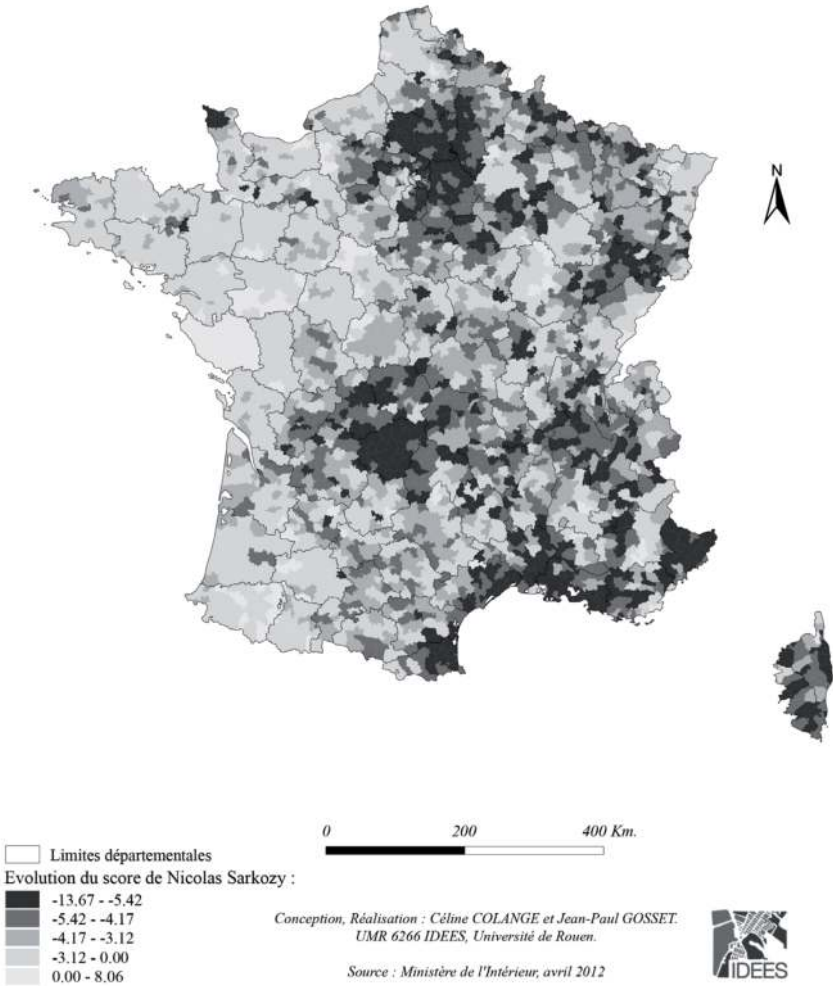 N
0 200 400 Km.
Limites départementales
Evolution du score de Nicolas Sarkozy :
-13.67 - -5.42
-5.42 - -4.17
-4.17 - -3.12
-3.12 - 0.00
0.00 - 8.06
Conception, Réalisation : Céline COLANGE et Jean-Paul GOSSET.
UMR 6266 IDEES, Université de Rouen.
Source : Ministère de l'Intérieur, avril 2012
IDEES